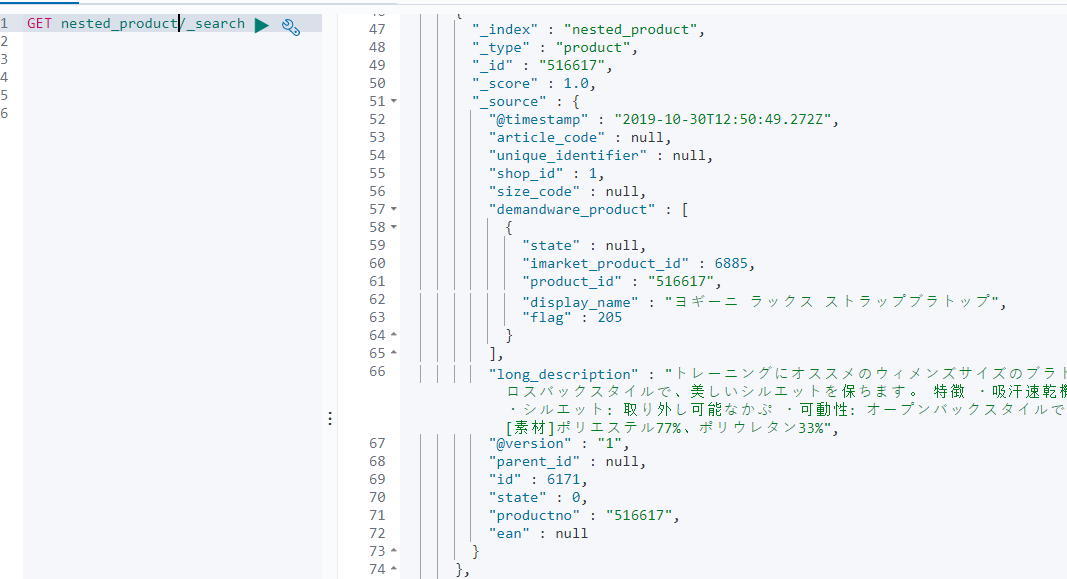 1 GET nested_product/_search
2
3
4
5
6
{
47 "_index" : "nested_product",
48 "_type" : "product",
49 "_id" : "516617",
50 "_score" : 1.0,
51 "_source" : {
52 "@timestamp" : "2019-10-30T12:50:49.272Z",
53 "article_code" : null,
54 "unique_identifier" : null,
55 "shop_id" : 1,
56 "size_code" : null,
57 "demandware_product" : [
58 {
59 "state" : null,
60 "imarket_product_id" : 6885,
61 "product_id" : "516617",
62 "display_name" : "ヨギーニ ラックス ストラップブラトップ",
63 "flag" : 205
64 }
65 ],
66 "long_description" : "トレーニングにオススメのウィメンズサイズのブラト
ロスバックスタイルで、美しいシルエットを保ちます。 特徴 ・吸汗速乾機
・シルエット: 取り外し可能なかぷ ・可動性: オープンバックスタイルで
[素材]ポリエステル77%、ポリウレタン33%",
67 "@version" : "1",
68 "parent_id" : null,
69 "id" : 6171,
70 "state" : 0,
71 "productno" : "516617",
72 "ean" : null
73 }
74 },